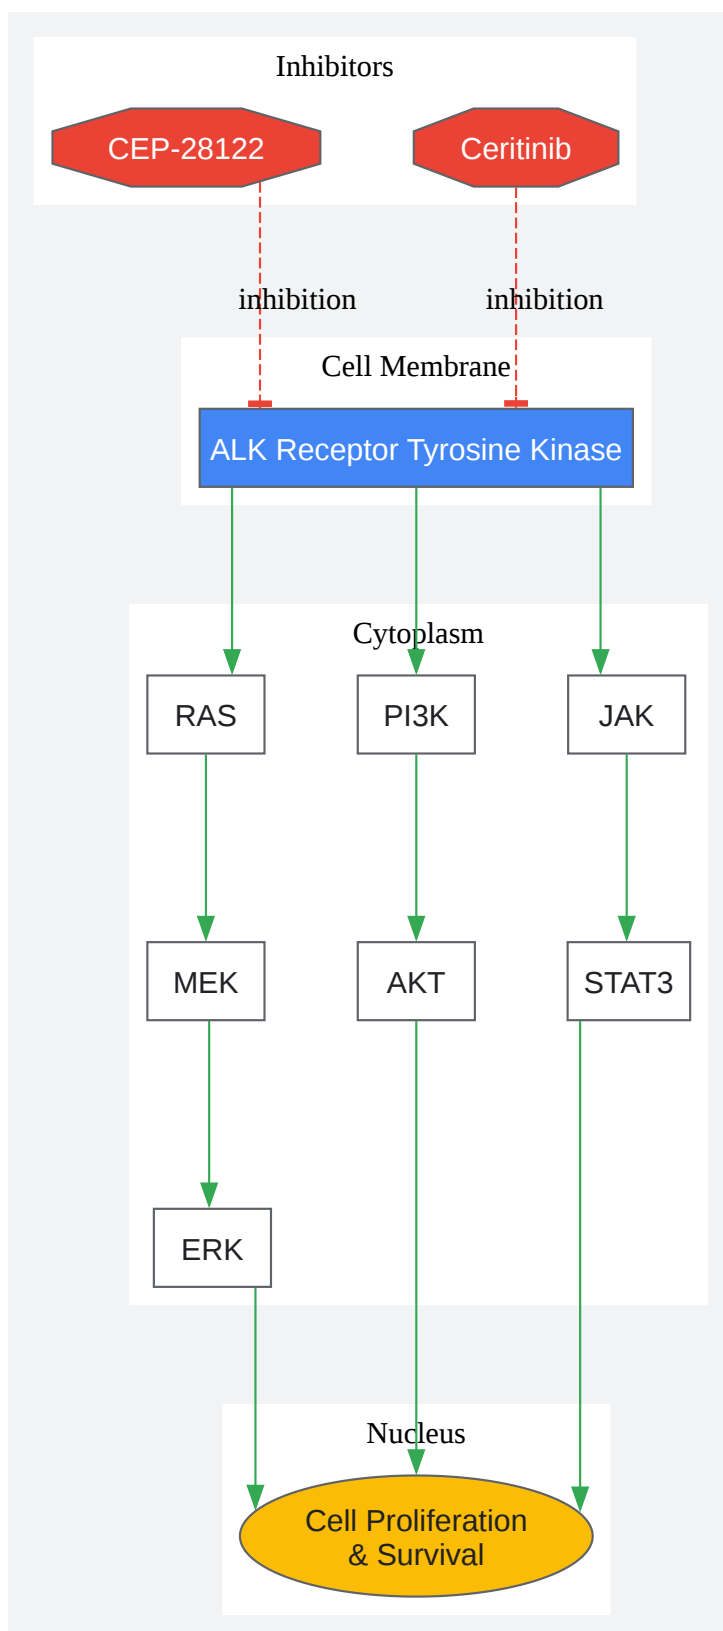 Inhibitors
CEP-28122
Ceritinib
inhibition
inhibition
Cell Membrane
ALK Receptor Tyrosine Kinase
Cytoplasm
RAS
PI3K
JAK
MEK
AKT
STAT3
ERK
Nucleus
Cell Proliferation
& Survival